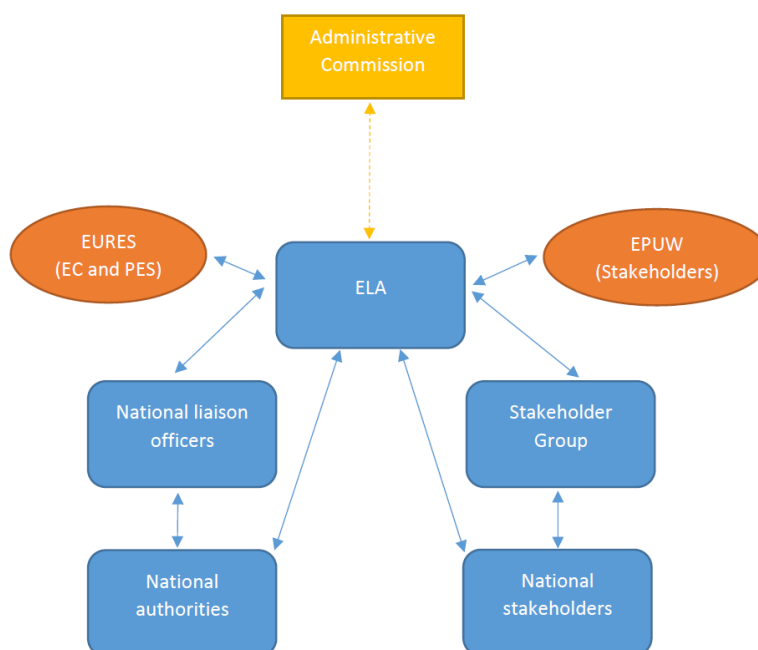 Administrative
Commission
EURES
(EC and PES)
EPUW
(Stakeholders)
ELA
National liaison
officers
Stakeholder
Group
National
authorities
National
stakeholders